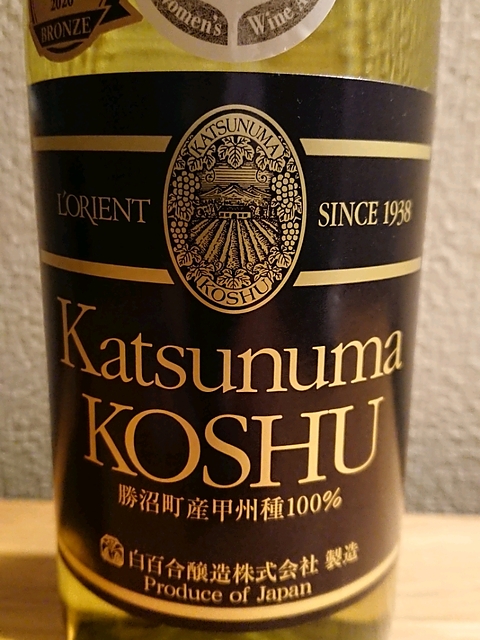 2020
BRONZE
Women's Wine A
KATSUNUMA
L'ORIENT
SINCE 1938
KOSHU
Katsunuma
KOSHU
勝沼町産甲州種100%
白百合醸造株式会社 製造
Produce of Japan